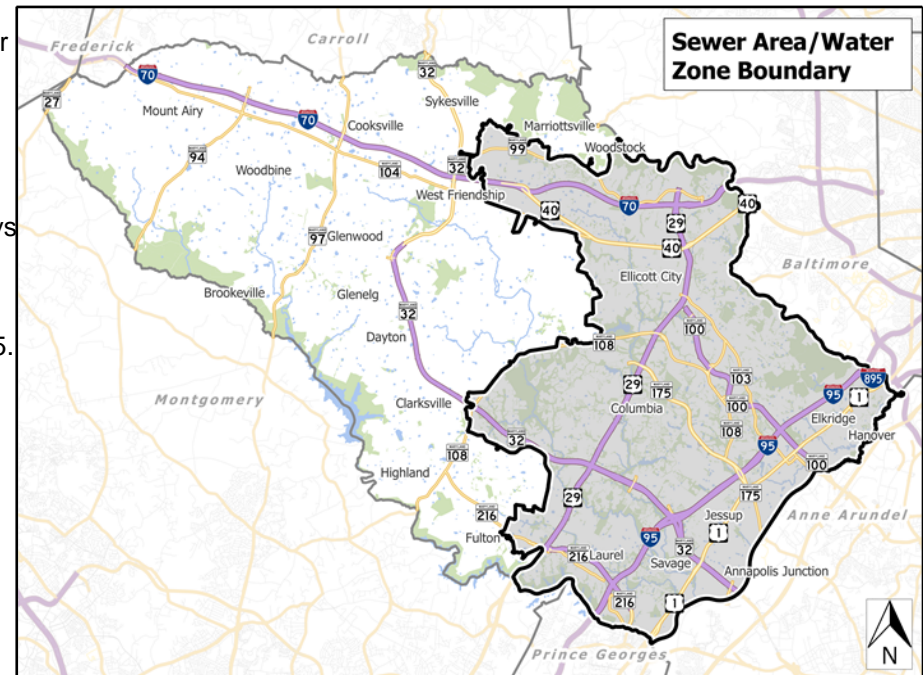 r
ys
5.
Sewer Area/Water
Zone Boundary
Frederick
Carroll
70
32
27
Mount Airy
Sykesville
70
Cooksville
Marriottsville
99
Woodstock
94
Woodbine
104
32
West Friendship
70
40
40
29
97
Glenwood
40
Baltimore
Ellicott City
Brookeville
Glenelg
32
100
Dayton
108
103
895
29
175
95
1
Montgomery
Clarksville
Columbia
100
Elkridge
108
Hanover
32
95
108
100
Highland
175
29
216
Jessup
Anne Arundel
Fulton
95
1
216
Laurel
32
Savage
Annapolis Junction
216
1
N
Prince Georges